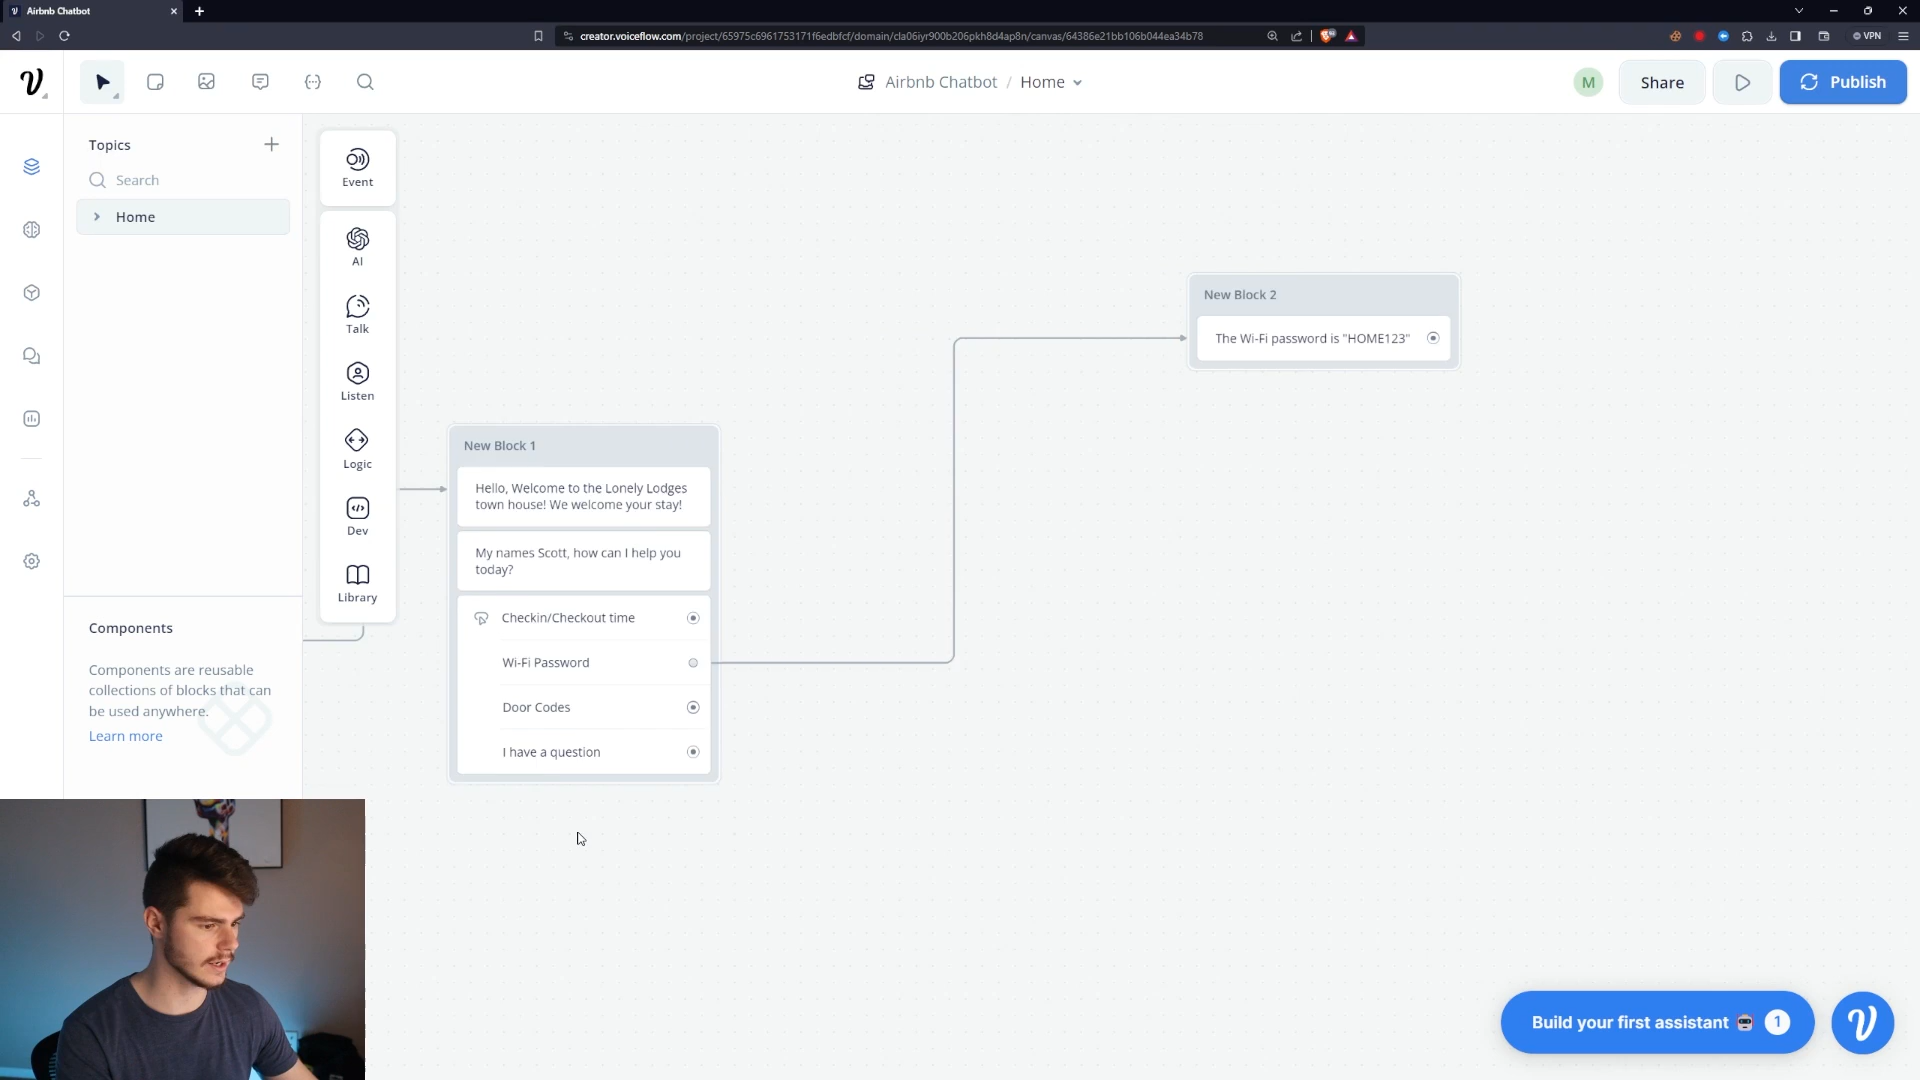 Airbnb Chatbot
creator.voiceflow.com/project/65975c6961753171f6edbfcf/domain/cla06iyr900b206pkh8d4ap8n/canvas/64386e21bb106b044ea34b78
VPN
Airbnb Chatbot / Home
M
Share
Publish
Topics
Search
Home
Event
AI
Talk
Listen
Logic
Dev
Library
New Block 1
Hello, Welcome to the Lonely Lodges
town house! We welcome your stay!
My names Scott, how can I help you
today?
Checkin/Checkout time
Wi-Fi Password
Door Codes
I have a question
New Block 2
The Wi-Fi password is "HOME123"
Components
Components are reusable
collections of blocks that can
be used anywhere.
Learn more
Build your first assistant 🤖 1